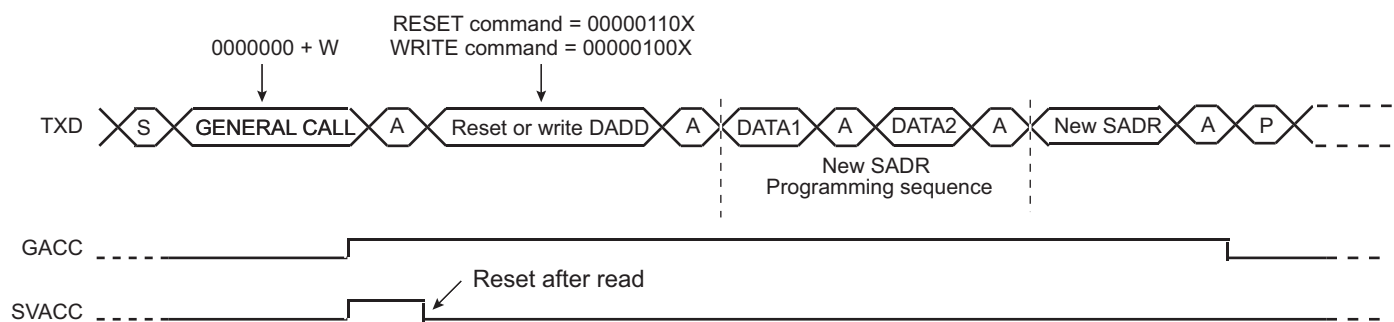 RESET command = 00000110X
0000000 + W
WRITE command = 00000100X
TXD S GENERAL CALL A Reset or write DADD A DATA1 A DATA2 A New SADR A P
New SADR
Programming sequence
GACC
Reset after read
SVACC